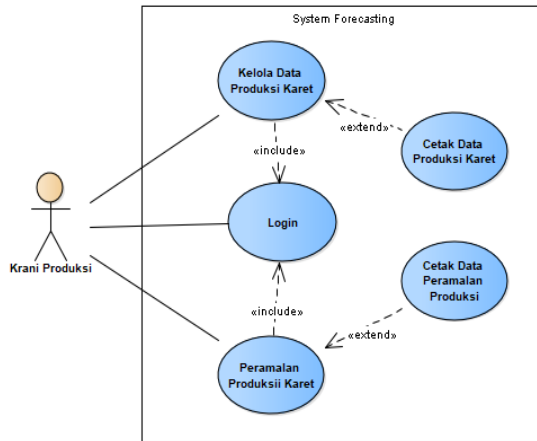 System Forecasting
Kelola Data
Produksi Karet
«extend»
Cetak Data
Produksi Karet
«include»
Login
Krani Produksi
Cetak Data
Peramalan
Produksi
«include»
«extend»
Peramalan
Produksii Karet